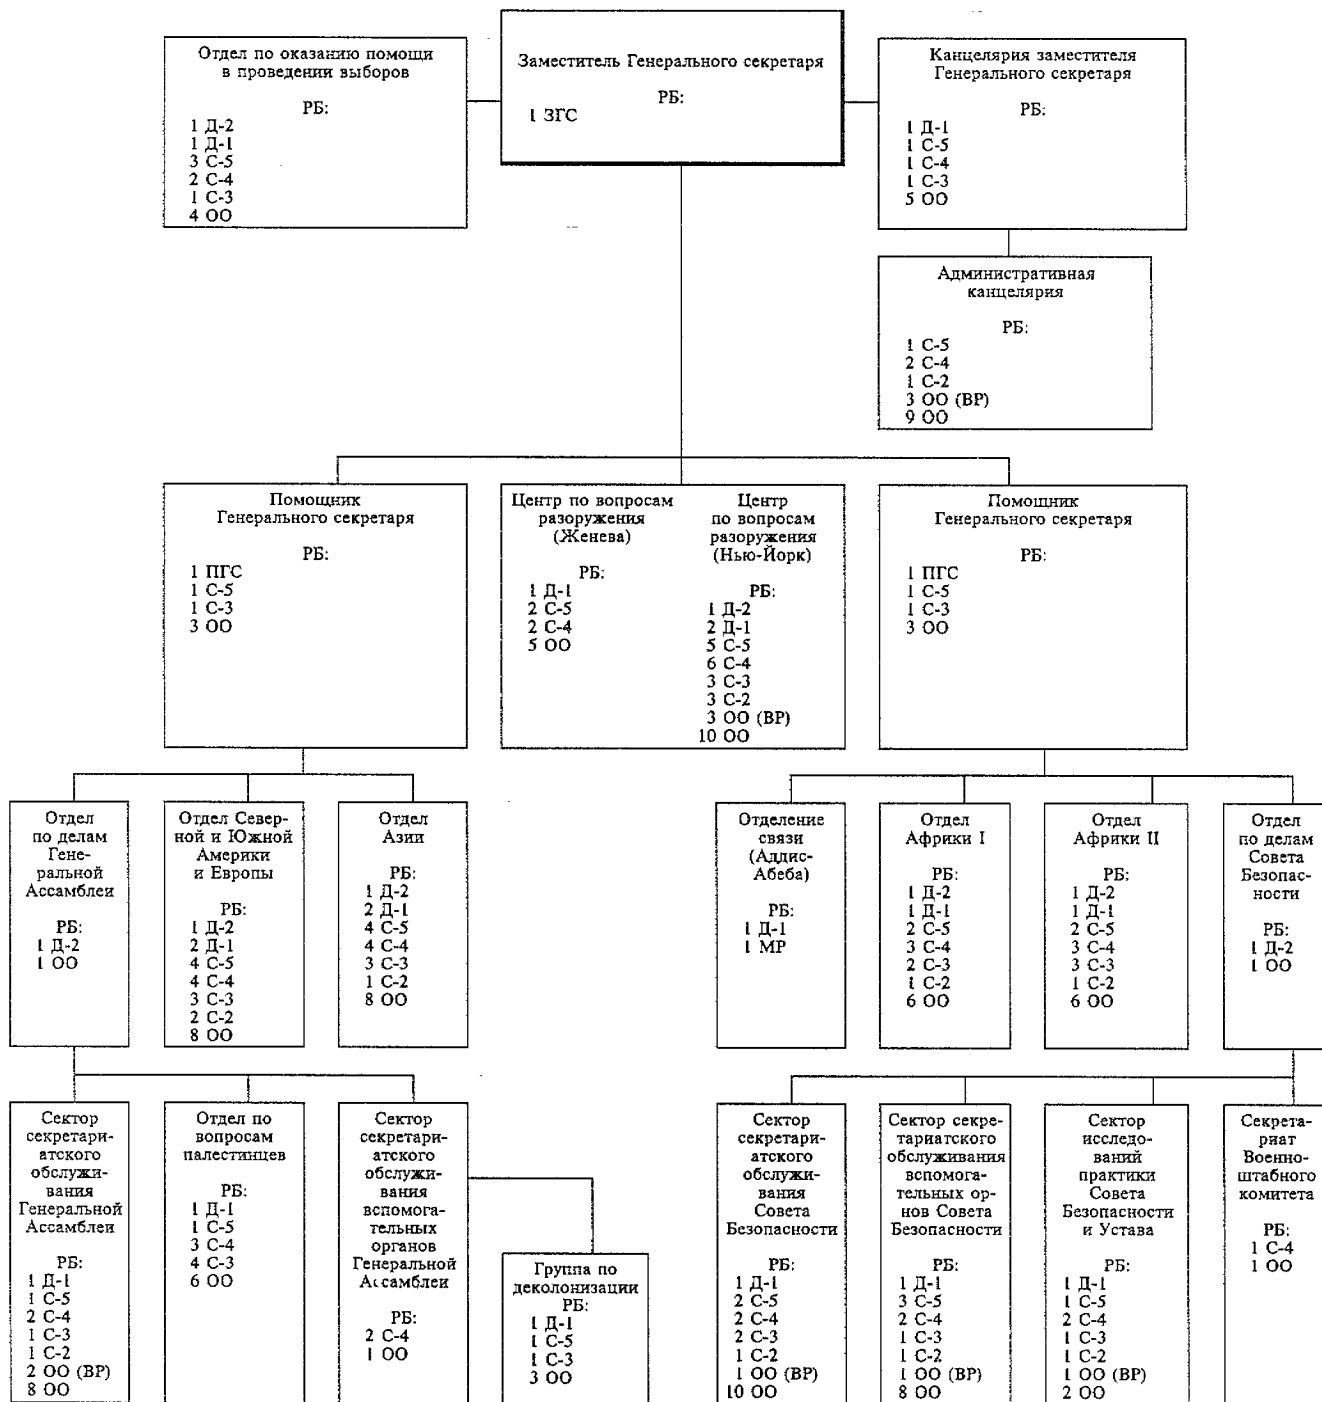 Отдел по оказанию помощи
в проведении выборов
РБ:
1 Д-2
1 Д-1
3 С-5
2 С-4
1 С-3
4 ОО
Заместитель Генерального секретаря
РБ:
1 ЗГС
Канцелярия заместителя
Генерального секретаря
РБ:
1 Д-1
1 С-5
1 С-4
1 С-3
5 ОО
Административная
канцелярия
РБ:
1 С-5
2 С-4
1 С-2
3 ОО (ВР)
9 ОО
Помощник
Генерального секретаря
РБ:
1 ПГС
1 С-5
1 С-3
3 ОО
Центр по вопросам
разоружения
(Женева)
РБ:
1 Д-1
2 С-5
2 С-4
5 ОО
Центр
по вопросам
разоружения
(Нью-Йорк)
РБ:
1 Д-2
2 Д-1
5 С-5
6 С-4
3 С-3
3 С-2
3 ОО (ВР)
10 ОО
Помощник
Генерального секретаря
РБ:
1 ПГС
1 С-5
1 С-3
3 ОО
Отдел
по делам
Гене-
ральной
Ассамблеи
РБ:
1 Д-2
1 ОО
Отдел Север-
ной и Южной
Америки
и Европы
РБ:
1 Д-2
2 Д-1
4 С-5
4 С-4
3 С-3
2 С-2
8 ОО
Отдел
Азии
РБ:
1 Д-2
2 Д-1
4 С-5
4 С-4
3 С-3
1 С-2
8 ОО
Отделение
связи
(Аддис-
Абеба)
РБ:
1 Д-1
1 МР
Отдел
Африки I
РБ:
1 Д-2
1 Д-1
2 С-5
3 С-4
2 С-3
1 С-2
6 ОО
Отдел
Африки II
РБ:
1 Д-2
1 Д-1
2 С-5
3 С-4
3 С-3
1 С-2
6 ОО
Отдел
по делам
Совета
Безопас-
ности
РБ:
1 Д-2
1 ОО
Сектор
секретари-
атского
обслужи-
вания
Генеральной
Ассамблеи
РБ:
1 Д-1
1 С-5
2 С-4
1 С-3
1 С-2
2 ОО (ВР)
8 ОО
Отдел по
вопросам
палестинцев
РБ:
1 Д-1
1 С-5
3 С-4
4 С-3
6 ОО
Сектор
секретари-
атского
обслужи-
вания
вспомога-
тельных
органов
Генеральной
Ассамблеи
РБ:
2 С-4
1 ОО
Группа по
деколонизации
РБ:
1 Д-1
1 С-5
1 С-3
3 ОО
Сектор
секретари-
атского
обслужи-
вания
Совета
Безопасности
РБ:
1 Д-1
2 С-5
2 С-4
2 С-3
1 С-2
1 ОО (ВР)
10 ОО
Сектор секре-
тариатского
обслуживания
вспомога-
тельных ор-
нов Совета
Безопасности
РБ:
1 Д-1
3 С-5
2 С-4
1 С-3
1 С-2
1 ОО (ВР)
8 ОО
Сектор
исследо-
ваний
практики
Совета
Безопасности
и Устава
РБ:
1 Д-1
1 С-5
2 С-4
1 С-3
1 С-2
1 ОО (ВР)
2 ОО
Секрета-
риат
Военно-
штабного
комитета
РБ:
1 С-4
1 ОО